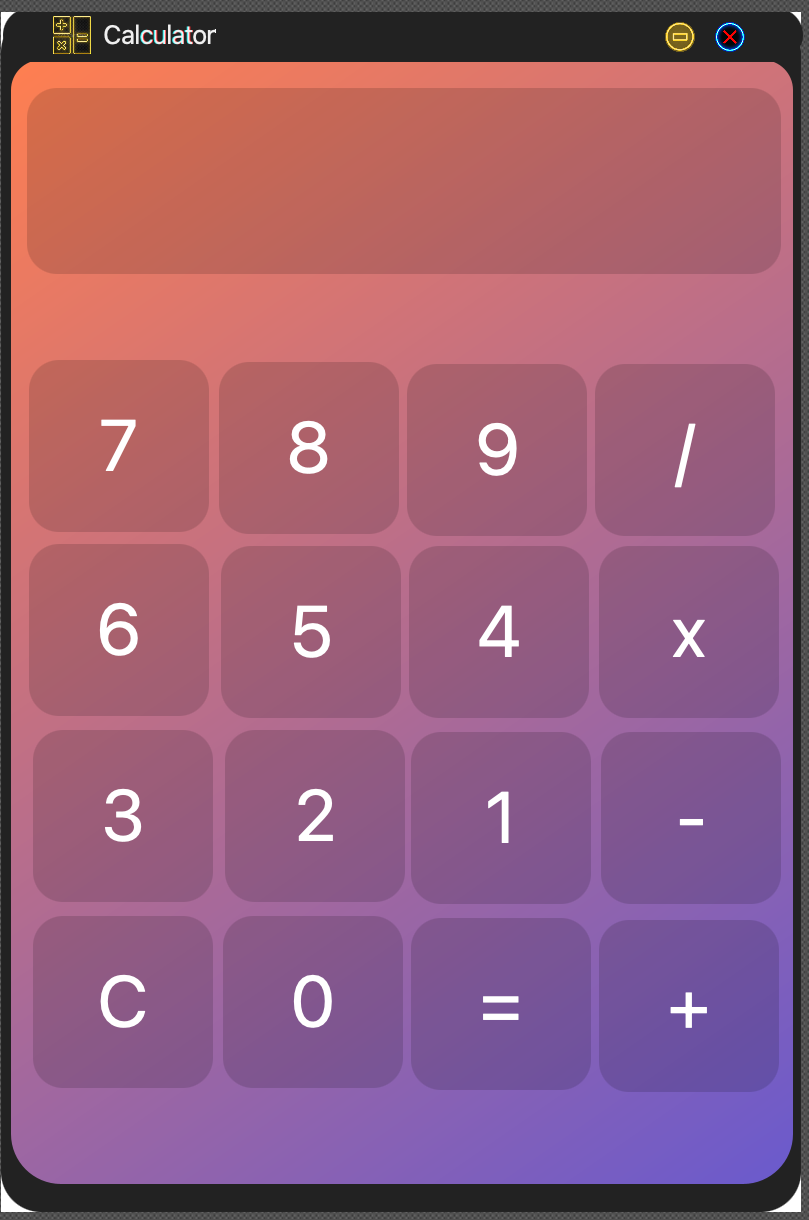 Calculator
7 8 9 /
6 5 4 x
3 2 1 -
C 0 = +